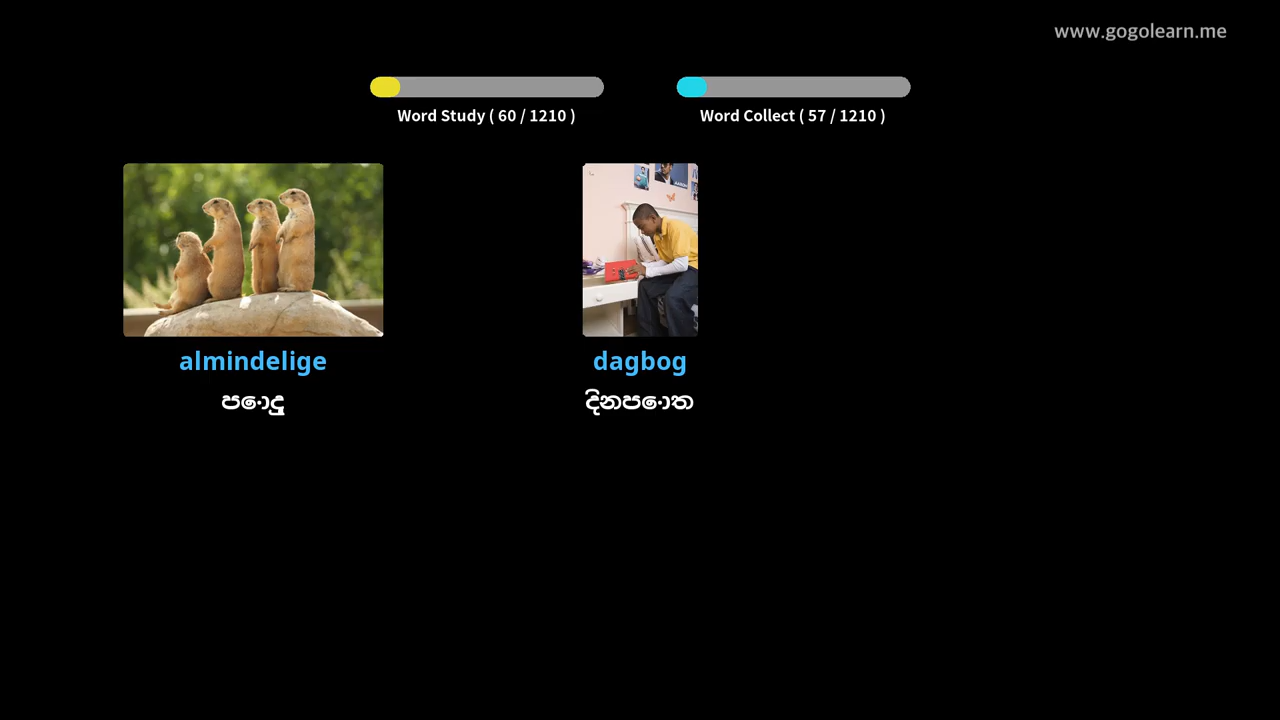 www.gogolearn.me
Word Study ( 60 / 1210 )
Word Collect ( 57 / 1210 )
almindelige
dagbog
පොදු
දිනපොත